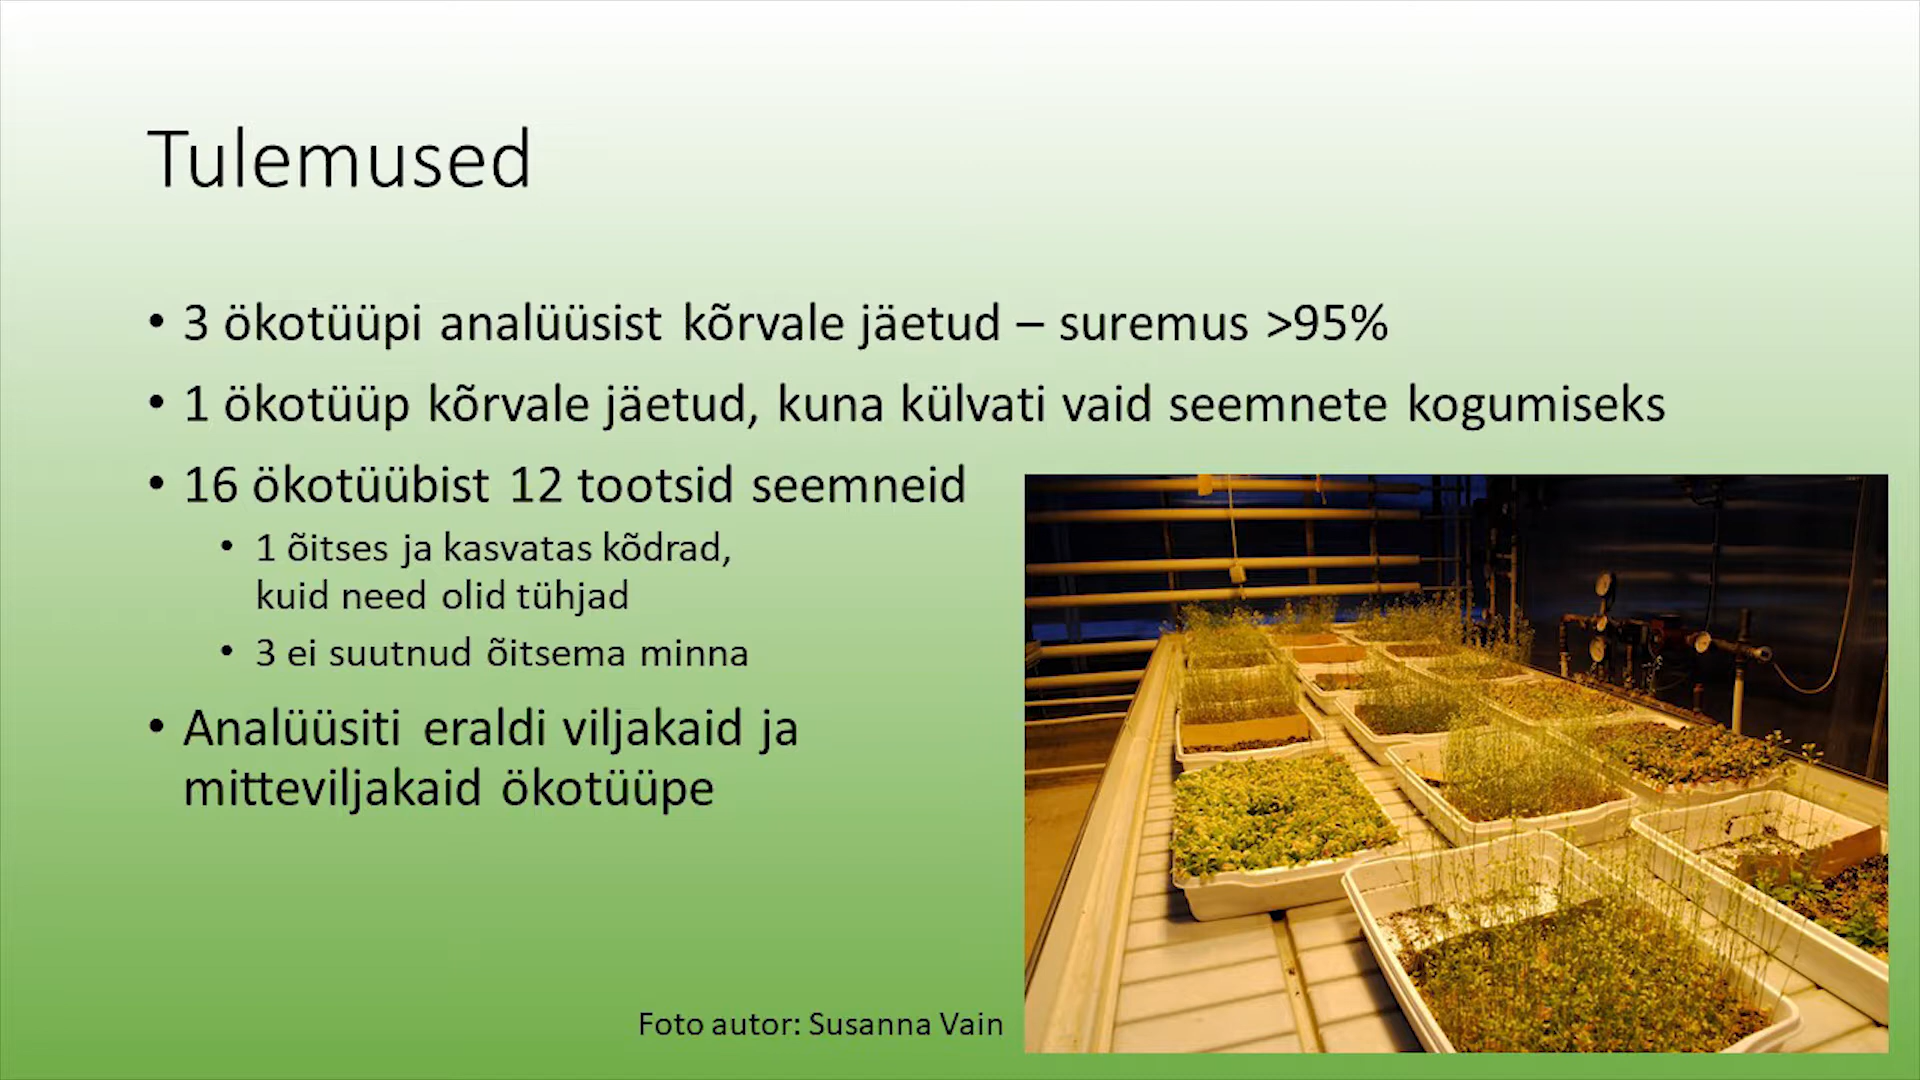 Tulemused
• 3 ökotüüpi analüüsist kõrvale jäetud – suremus >95%
• 1 ökotüüp kõrvale jäetud, kuna külvati vaid seemnete kogumiseks
• 16 ökotüübist 12 tootsid seemneid
• 1 õitses ja kasvatas kõdrad,
kuid need olid tühjad
• 3 ei suutnud õitsema minna
• Analüüsiti eraldi viljakaid ja
mitteviljakaid ökotüüpe
Foto autor: Susanna Vain